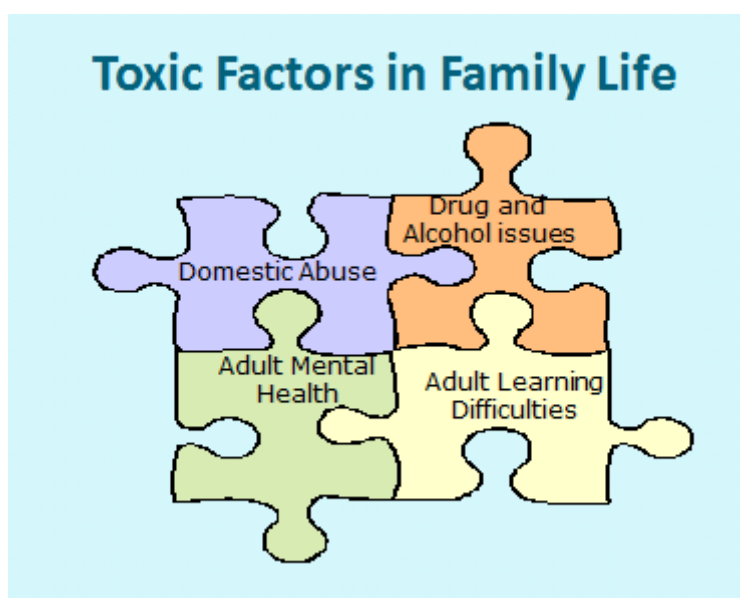 Toxic Factors in Family Life
Drug and
Alcohol issues
Domestic Abuse
Adult Mental
Health
Adult Learning
Difficulties